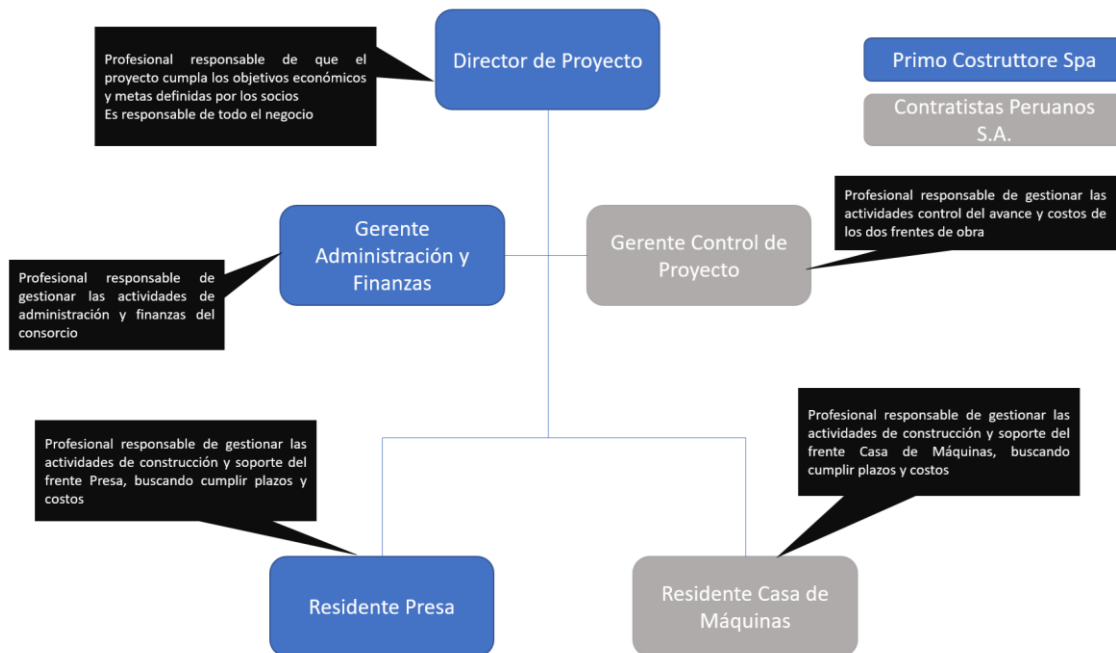 Profesional responsable de que el
proyecto cumpla los objetivos económicos
y metas definidas por los socios
Es responsable de todo el negocio
Director de Proyecto
Primo Costruttore Spa
Contratistas Peruanos
S.A.
Profesional responsable de gestionar las
actividades control del avance y costos de
los dos frentes de obra
Gerente
Administración y
Finanzas
Gerente Control de
Proyecto
Profesional responsable de
gestionar las actividades de
administración y finanzas del
consorcio
Profesional responsable de gestionar las
actividades de construcción y soporte del
frente Casa de Máquinas, buscando
cumplir plazos y costos
Profesional responsable de gestionar las
actividades de construcción y soporte del
frente Presa, buscando cumplir plazos y
costos
Residente Presa
Residente Casa de
Máquinas